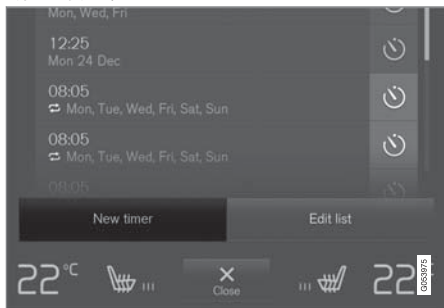 Mon, Wed, Fri
12:25
Mon 24 Dec
08:05
Mon, Tue, Wed, Fri, Sat, Sun
08:05
Mon, Tue, Wed, Fri, Sat, Sun
08:05
New timer Edit list
22°C Close 22°
G053975